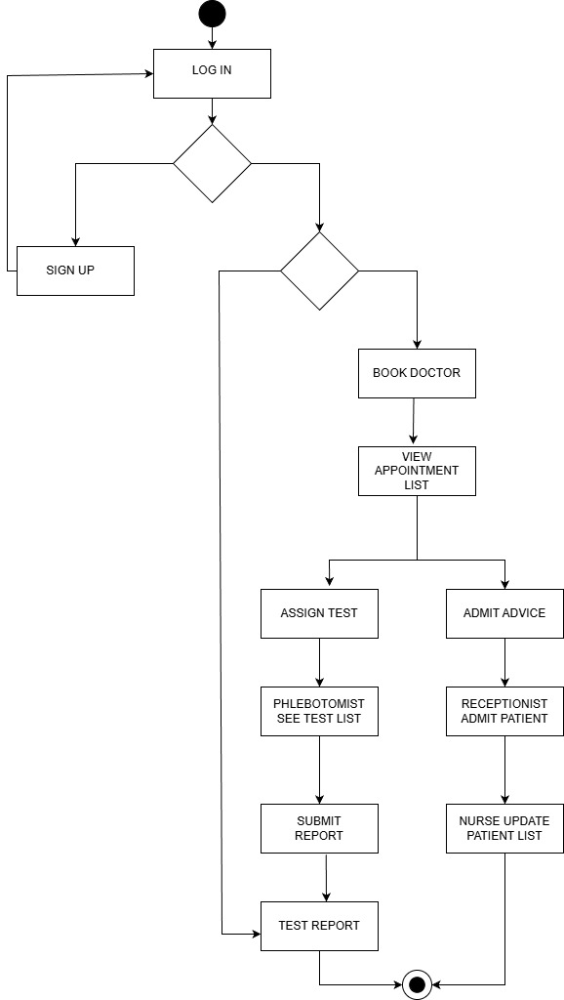 LOG IN
SIGN UP
BOOK DOCTOR
VIEW
APPOINTMENT
LIST
ASSIGN TEST
ADMIT ADVICE
PHLEBOTOMIST
SEE TEST LIST
RECEPTIONIST
ADMIT PATIENT
SUBMIT
REPORT
NURSE UPDATE
PATIENT LIST
TEST REPORT